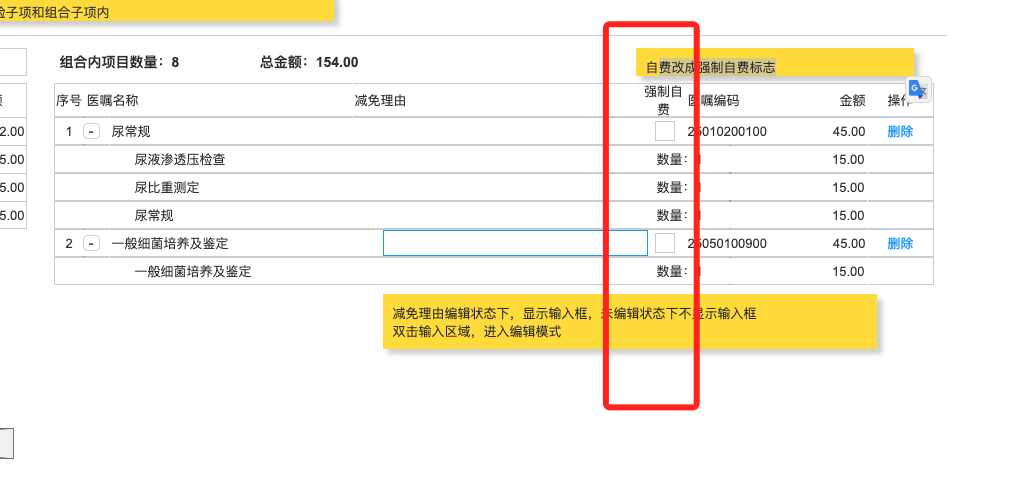 验子项和组合子项内
组合内项目数量：8 总金额：154.00
自费改成强制自费标志
序号 医嘱名称 减免理由 强制自费 医嘱编码 金额 操作
2.00 1 - 尿常规 25010200100 45.00 删除
5.00 尿液渗透压检查 数量： 15.00
5.00 尿比重测定 数量： 15.00
5.00 尿常规 数量： 15.00
2 - 一般细菌培养及鉴定 25050100900 45.00 删除
一般细菌培养及鉴定 数量： 15.00
减免理由编辑状态下，显示输入框，未编辑状态下不显示输入框
双击输入区域，进入编辑模式